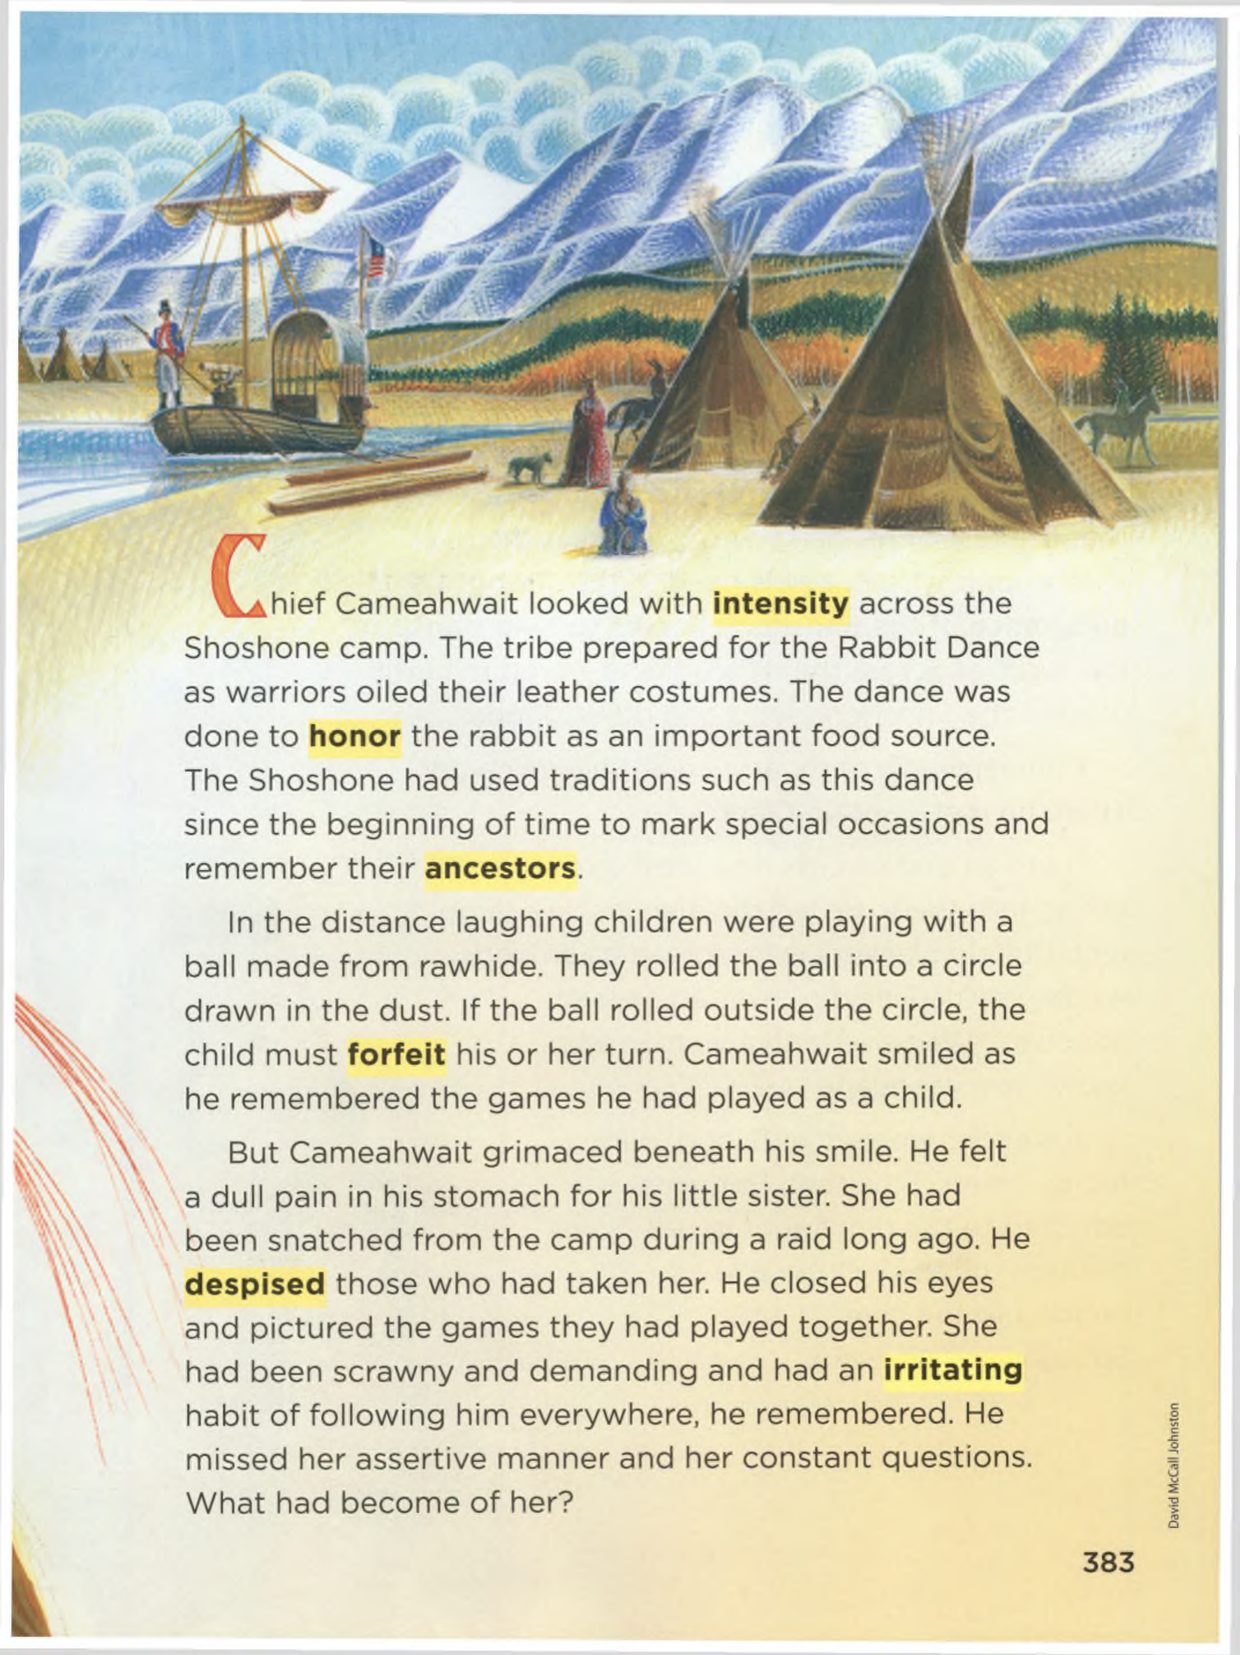 Chief Cameahwait looked with intensity across the
Shoshone camp. The tribe prepared for the Rabbit Dance
as warriors oiled their leather costumes. The dance was
done to honor the rabbit as an important food source.
The Shoshone had used traditions such as this dance
since the beginning of time to mark special occasions and
remember their ancestors.
In the distance laughing children were playing with a
ball made from rawhide. They rolled the ball into a circle
drawn in the dust. If the ball rolled outside the circle, the
child must forfeit his or her turn. Cameahwait smiled as
he remembered the games he had played as a child.
But Cameahwait grimaced beneath his smile. He felt
a dull pain in his stomach for his little sister. She had
been snatched from the camp during a raid long ago. He
despised those who had taken her. He closed his eyes
and pictured the games they had played together. She
had been scrawny and demanding and had an irritating
habit of following him everywhere, he remembered. He
missed her assertive manner and her constant questions.
What had become of her?
David McCall Johnston
383